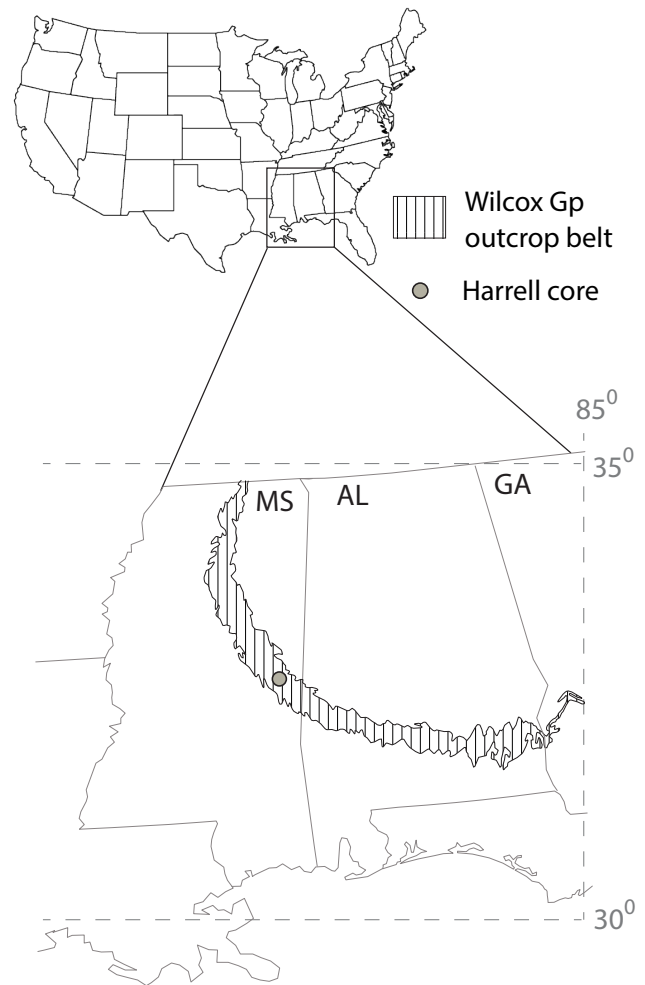 Wilcox Gp
outcrop belt
Harrell core
85⁰
35⁰
MS
AL
GA
30⁰